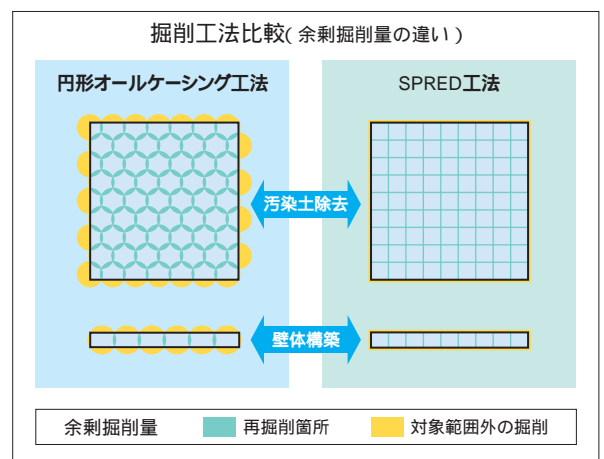 掘削工法比較(余剰掘削量の違い)
円形オールケーシング工法
SPRED工法
汚染土除去
壁体構築
余剰掘削量
再掘削箇所
対象範囲外の掘削